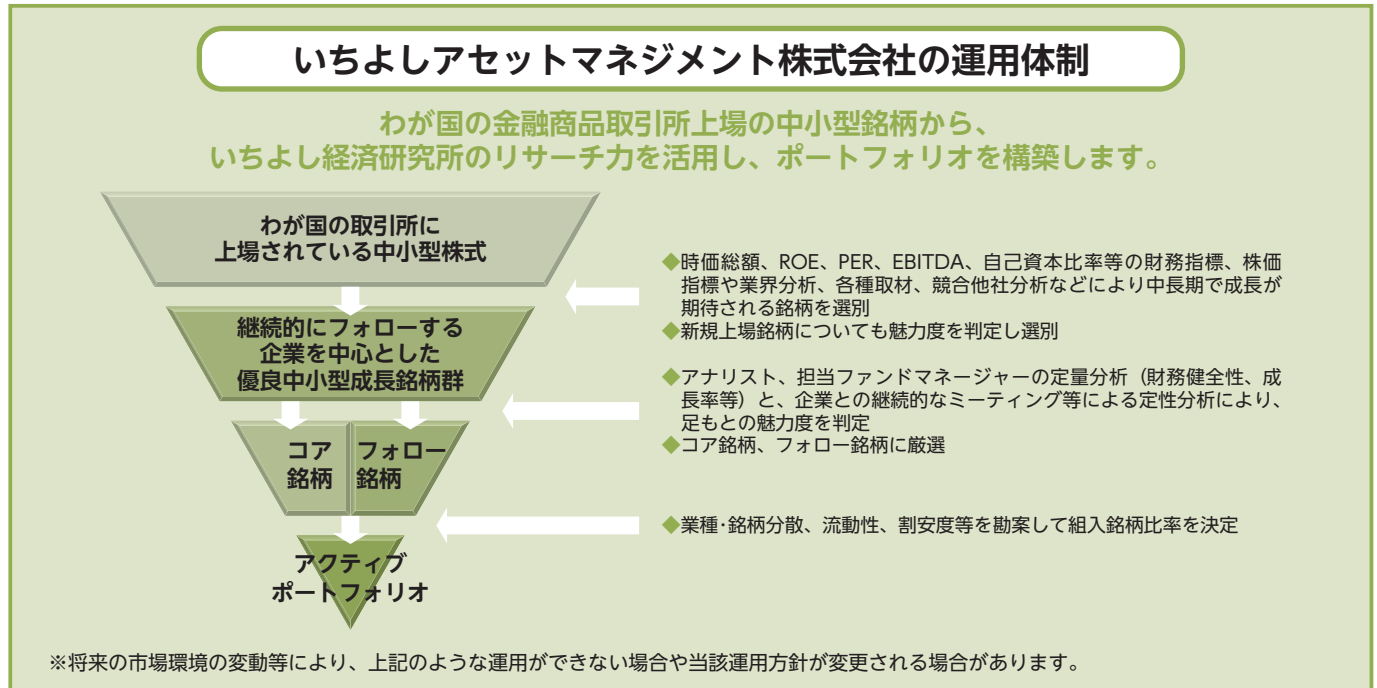 いちよしアセットマネジメント株式会社の運用体制
わが国の金融商品取引所上場の中小型銘柄から、
いちよし経済研究所のリサーチ力を活用し、ポートフォリオを構築します。
わが国の取引所に
上場されている中小型株式
◆時価総額、ROE、PER、EBITDA、自己資本比率等の財務指標、株価
指標や業界分析、各種取材、競合他社分析などにより中長期で成長が
期待される銘柄を選別
◆新規上場銘柄についても魅力度を判定し選別
継続的にフォローする
企業を中心とした
優良中小型成長銘柄群
◆アナリスト、担当ファンドマネージャーの定量分析（財務健全性、成
長率等）と、企業との継続的なミーティング等による定性分析により、
足もとの魅力度を判定
◆コア銘柄、フォロー銘柄に厳選
コア
銘柄
フォロー
銘柄
◆業種･銘柄分散、流動性、割安度等を勘案して組入銘柄比率を決定
アクティブ
ポートフォリオ
※将来の市場環境の変動等により、上記のような運用ができない場合や当該運用方針が変更される場合があります。